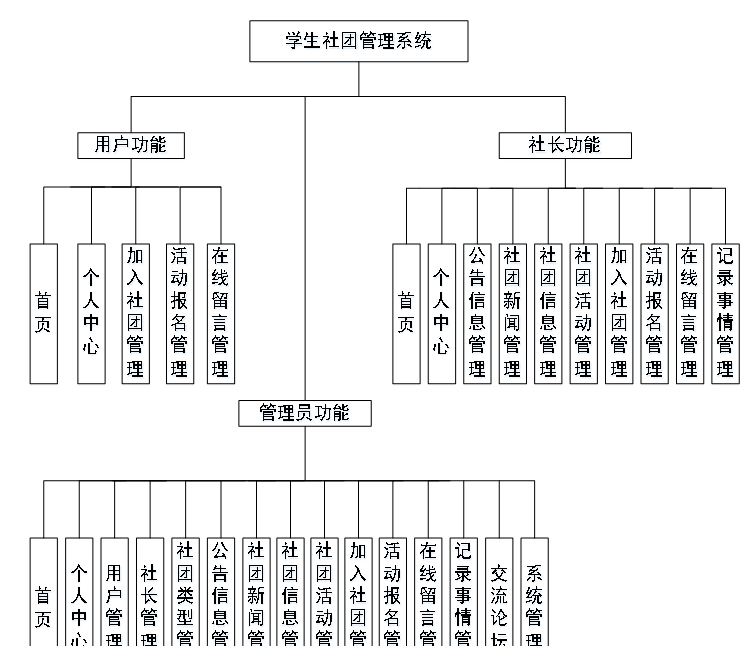 学生社团管理系统
用户功能
社长功能
首页
个人中心
加入社团管理
活动报名管理
在线留言管理
首页
个人中心
公告信息管理
社团新闻管理
社团信息管理
社团活动管理
加入社团管理
活动报名管理
在线留言管理
记录事情管理
管理员功能
首页
个人中心
用户管理
社长管理
社团类型管
公告信息管
社团新闻管
社团信息管
社团活动管
加入社团管
活动报名管
在线留言管
记录事情管
交流论坛
系统管理